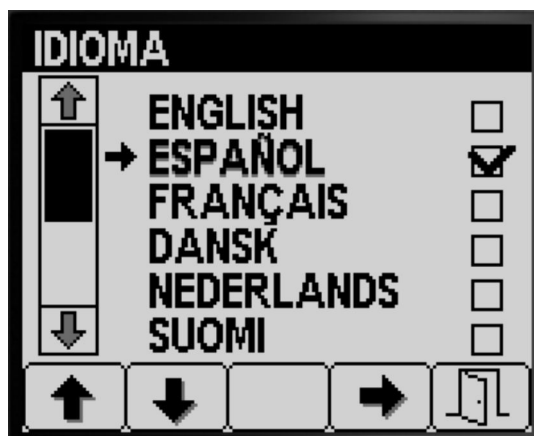 IDIOMA
ENGLISH
ESPAÑOL
FRANÇAIS
DANSK
NEDERLANDS
SUOMI